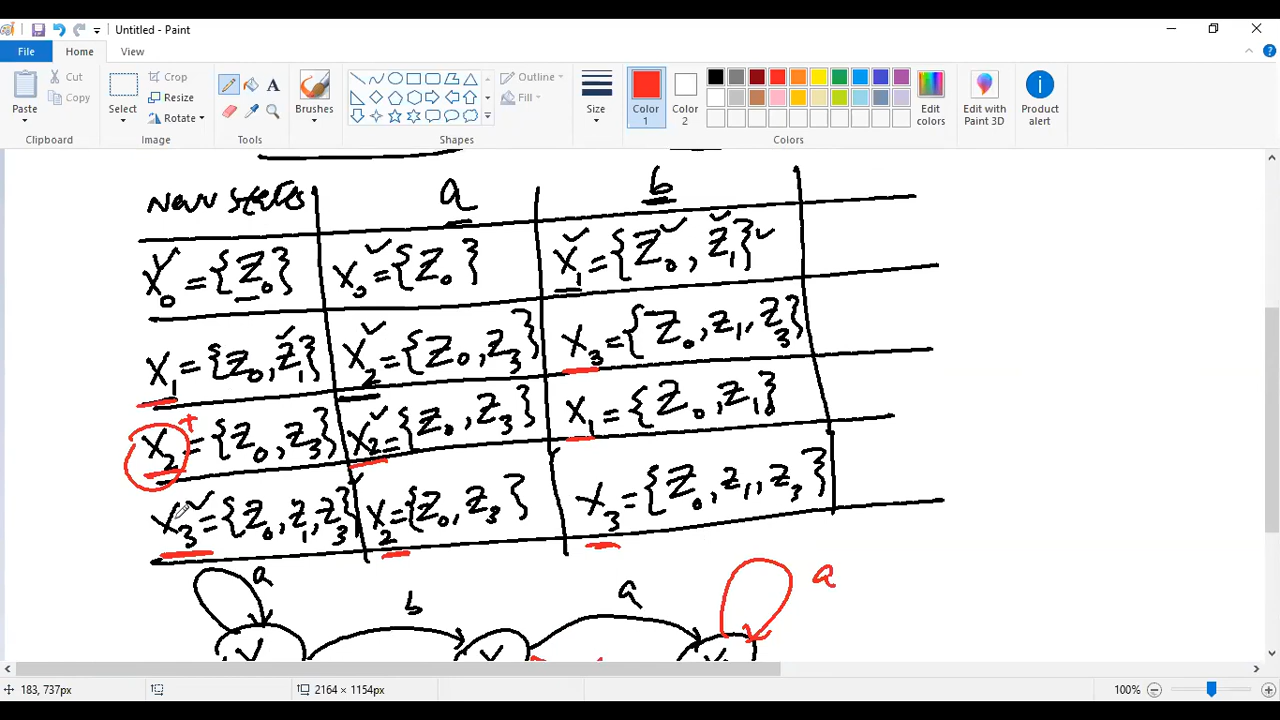 Untitled - Paint
File Home View
Paste Cut Copy
Select Crop Resize Rotate
Brushes
Outline Fill
Size
Color 1
Color 2
Edit colors
Edit with Paint 3D
Product alert
Clipboard Image Tools Shapes Colors
New states a b
X0 = {Z0} X0 = {Z0} X1 = {Z0, Z1}
X1 = {Z0, Z1} X2 = {Z0, Z3} X3 = {Z0, Z1, Z3}
X2+ = {Z0, Z3} X2 = {Z0, Z3} X1 = {Z0, Z1}
X3 = {Z0, Z1, Z3} X2 = {Z0, Z3} X3 = {Z0, Z1, Z3}
a b a a
183, 737px 2164 × 1154px 100%